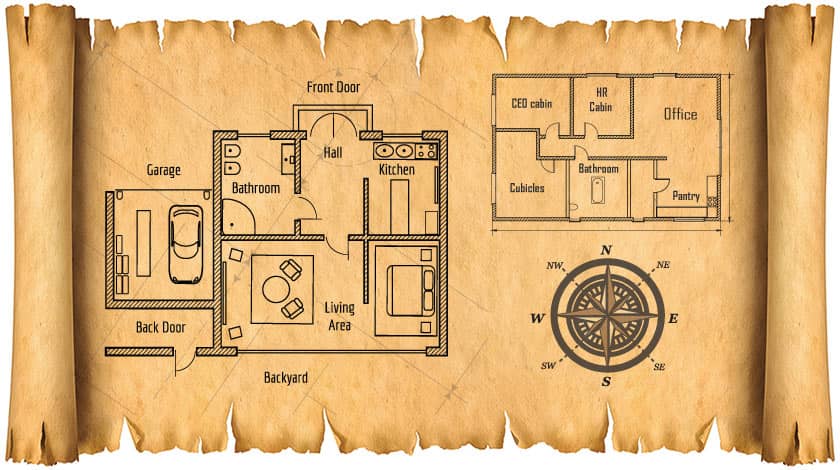 Front Door
Garage
Hall
Bathroom
Kitchen
Living
Area
Back Door
Backyard
CEO cabin
HR
Cabin
Office
Cubicles
Bathroom
Pantry
N
NW
NE
W
E
SW
SE
S